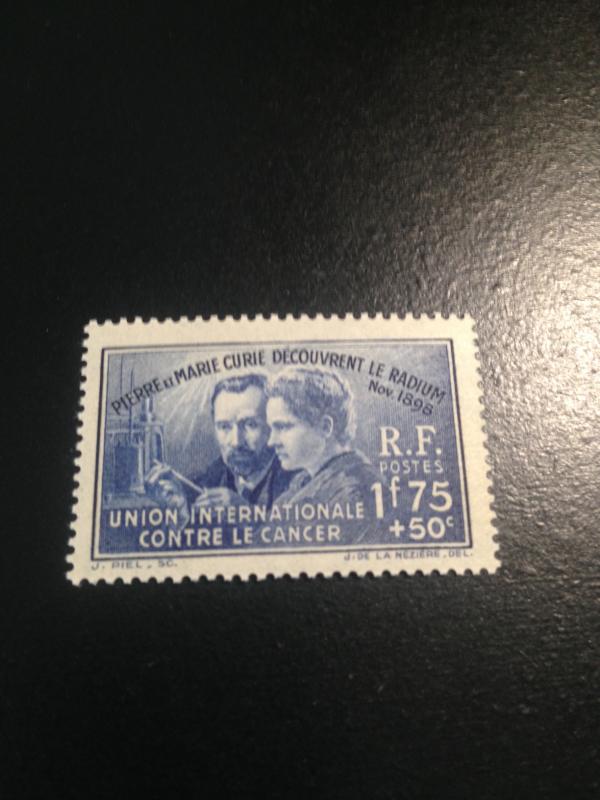 PIERRE ET MARIE CURIE DÉCOUVRENT LE RADIUM
Nov. 1898
R.F.
POSTES
1f75
+50c
UNION INTERNATIONALE
CONTRE LE CANCER
J. PIEL. SC.
J. DE LA NÉZIÈRE. DEL.